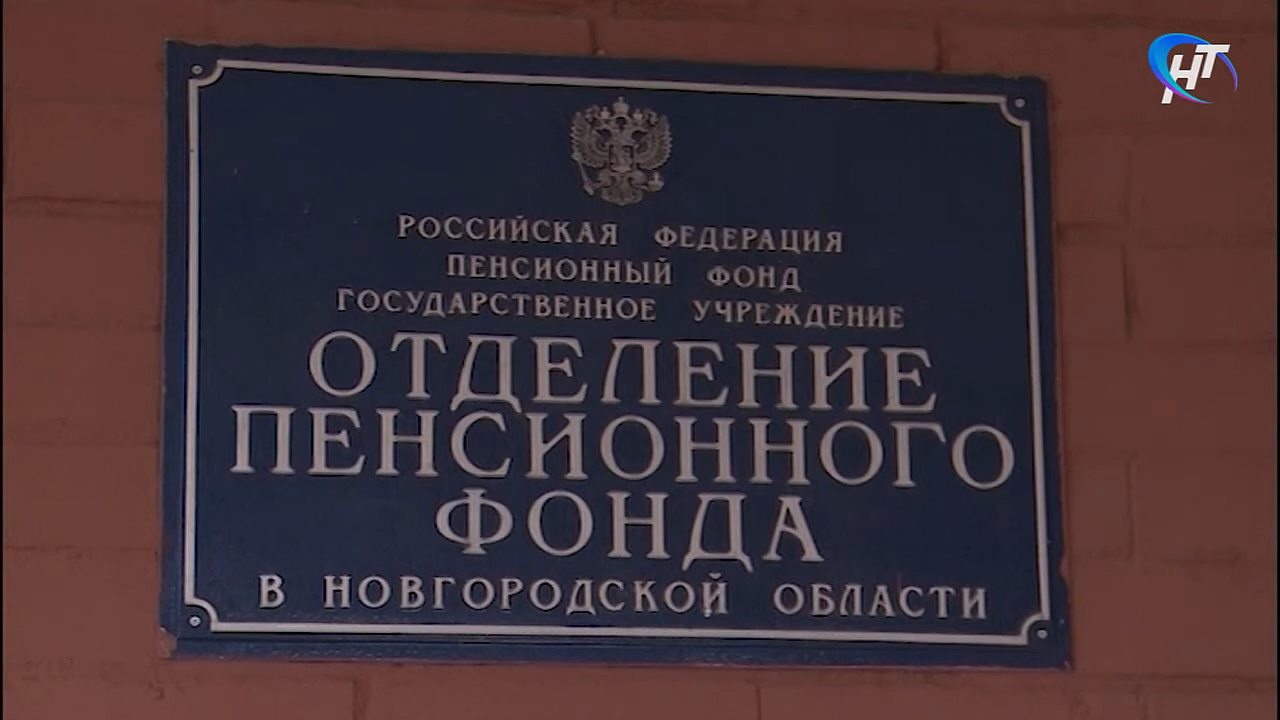 НТ
РОССИЙСКАЯ ФЕДЕРАЦИЯ
ПЕНСИОННЫЙ ФОНД
ГОСУДАРСТВЕННОЕ УЧРЕЖДЕНИЕ
ОТДЕЛЕНИЕ
ПЕНСИОННОГО
ФОНДА
В НОВГОРОДСКОЙ ОБЛАСТИ